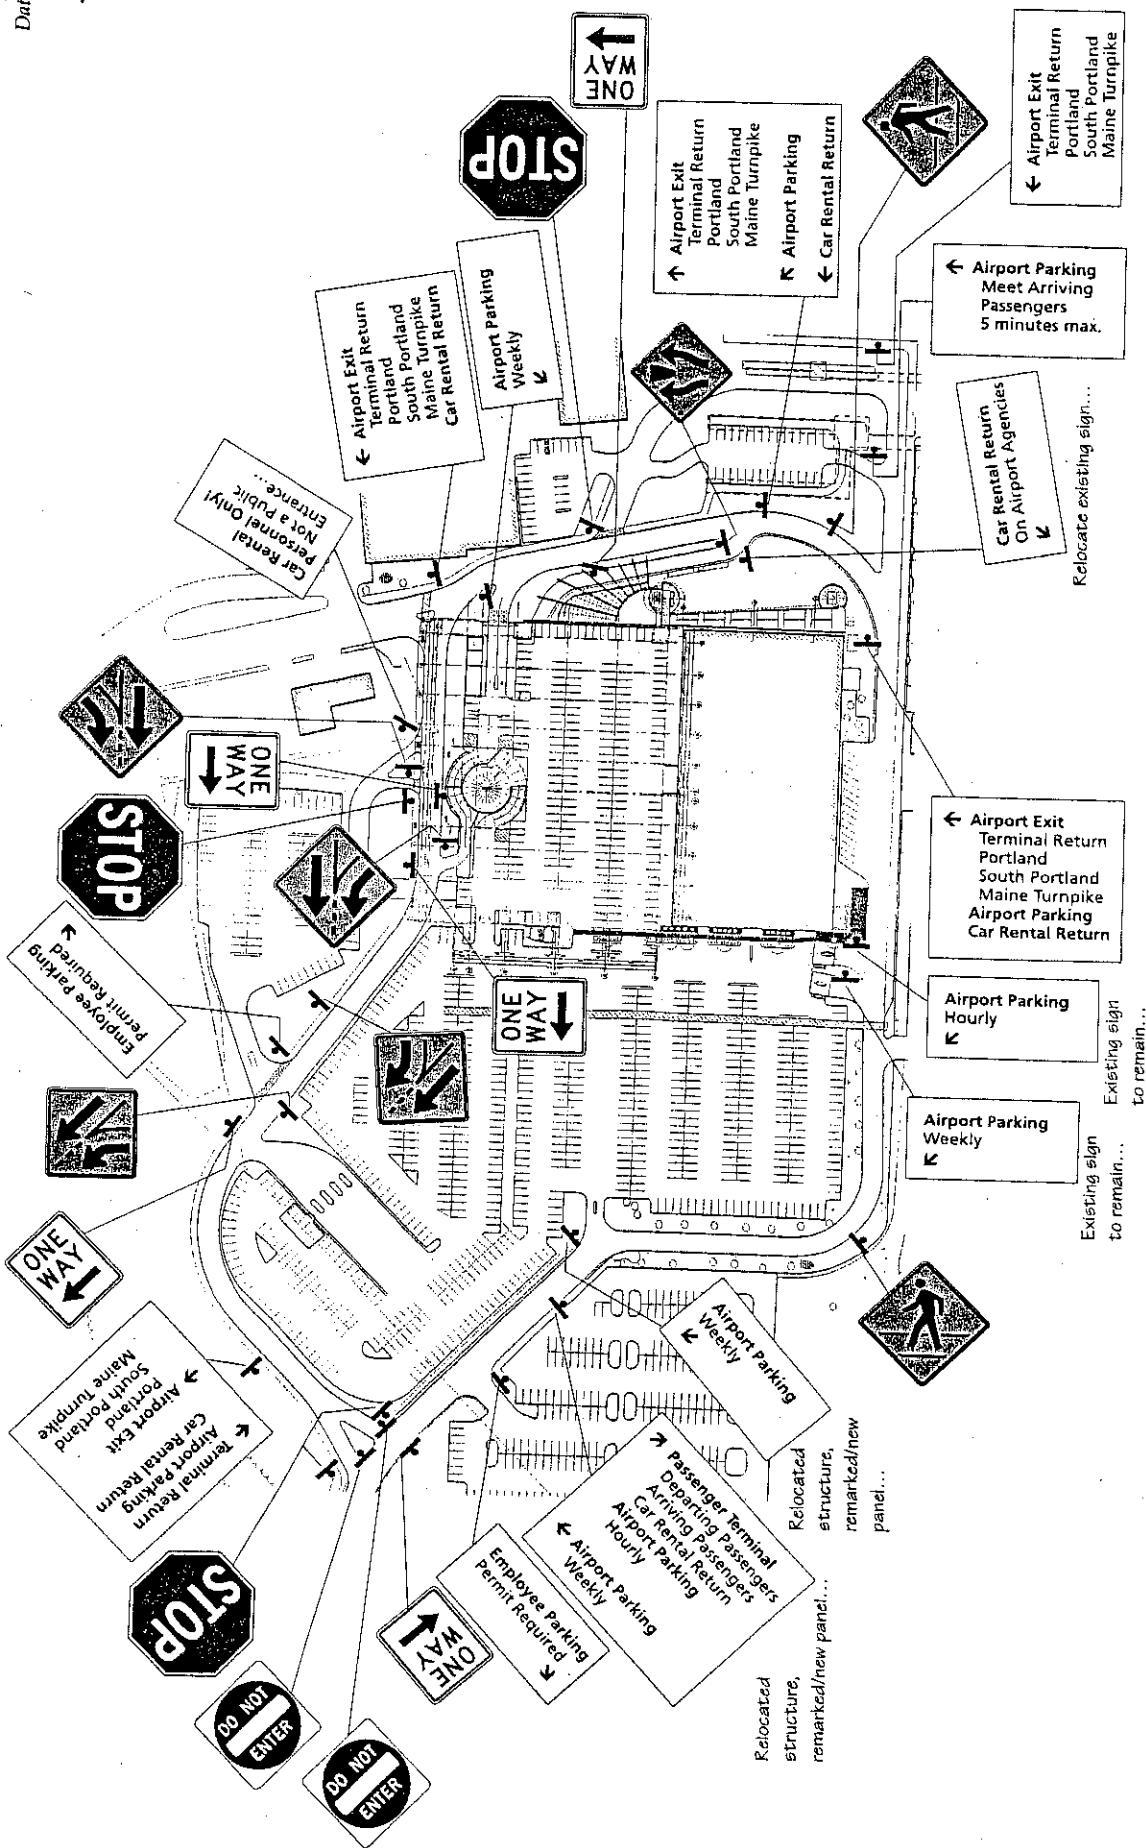 Dat
ONE
WAY
STOP
Airport Exit
Terminal Return
Portland
South Portland
Maine Turnpike
Airport Parking
Car Rental Return
Airport Exit
Terminal Return
Portland
South Portland
Maine Turnpike
Airport Parking
Meet Arriving
Passengers
5 minutes max.
Car Rental Return
On Airport Agencies
Relocate existing sign...
Airport Parking
Weekly
Airport Exit
Terminal Return
Portland
South Portland
Maine Turnpike
Car Rental Return
Car Rental
Personnel Only!
Not a Public
Entrance...
ONE
WAY
STOP
Employee Parking
Permit Required
ONE
WAY
Airport Exit
Terminal Return
Portland
South Portland
Maine Turnpike
Airport Parking
Car Rental Return
Airport Parking
Hourly
Existing sign
to remain...
Airport Parking
Weekly
Existing sign
to remain...
ONE
WAY
Terminal Return
Airport Parking
Car Rental Return
Airport Exit
Portland
South Portland
Maine Turnpike
STOP
DO NOT
ENTER
DO NOT
ENTER
ONE
WAY
Employee Parking
Permit Required
Airport Parking
Weekly
Passenger Terminal
Departing Passengers
Arriving Passengers
Car Rental Return
Airport Parking
Hourly
Relocated
structure,
remarked/new panel...
Airport Parking
Weekly
Relocated
structure,
remarked/new
panel...